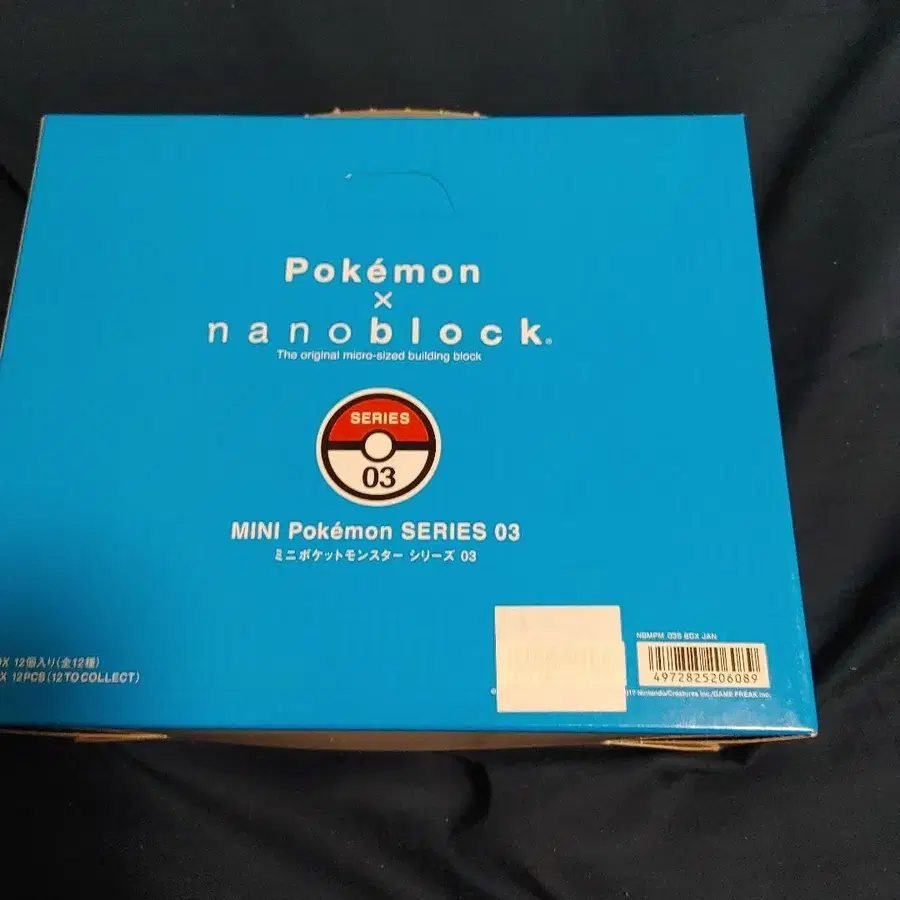 Pokémon
×
nanoblock®
The original micro-sized building block
SERIES
03
MINI Pokémon SERIES 03
ミニポケットモンスター シリーズ 03
X 12個入り(全12種)
X 12PCS(12 TO COLLECT)
NBMPM_03S BOX JAN
4972825206089
Nintendo/Creatures Inc./GAME FREAK inc.